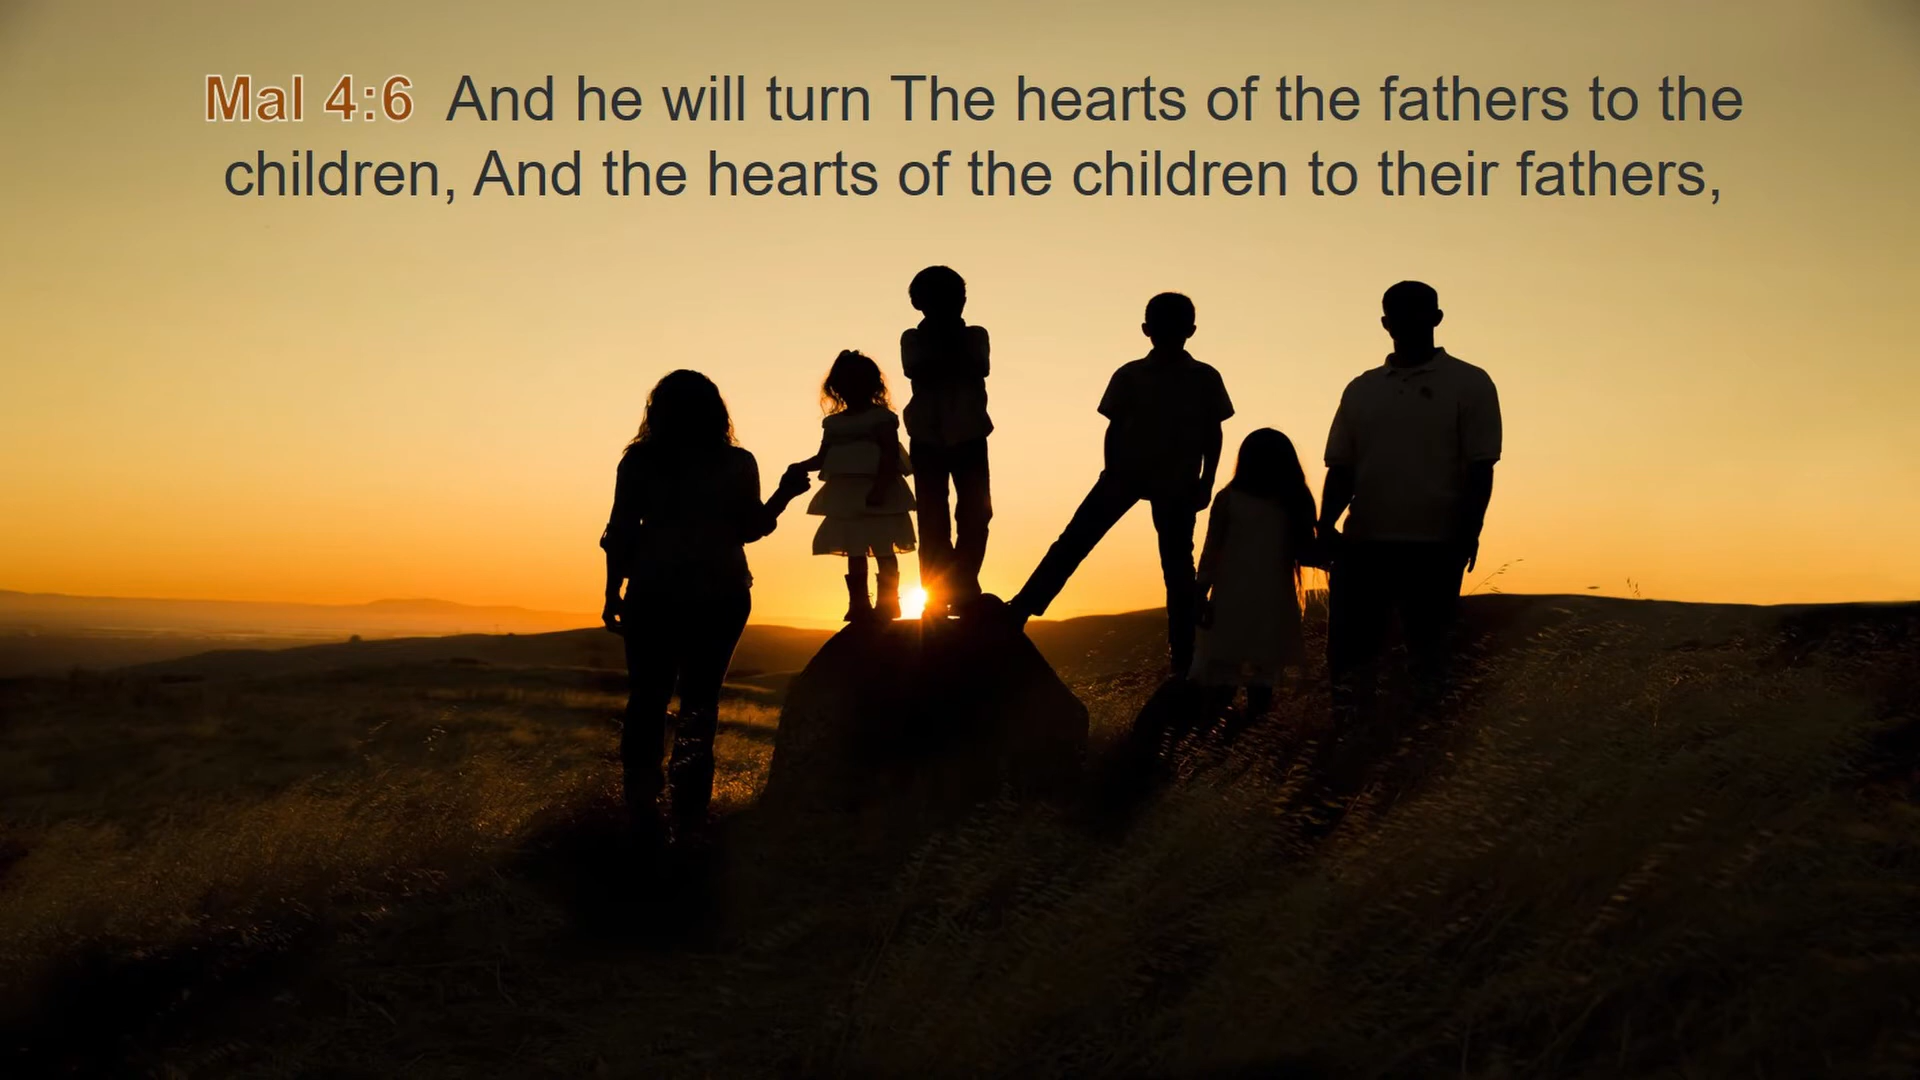 Mal 4:6 And he will turn The hearts of the fathers to the
children, And the hearts of the children to their fathers,